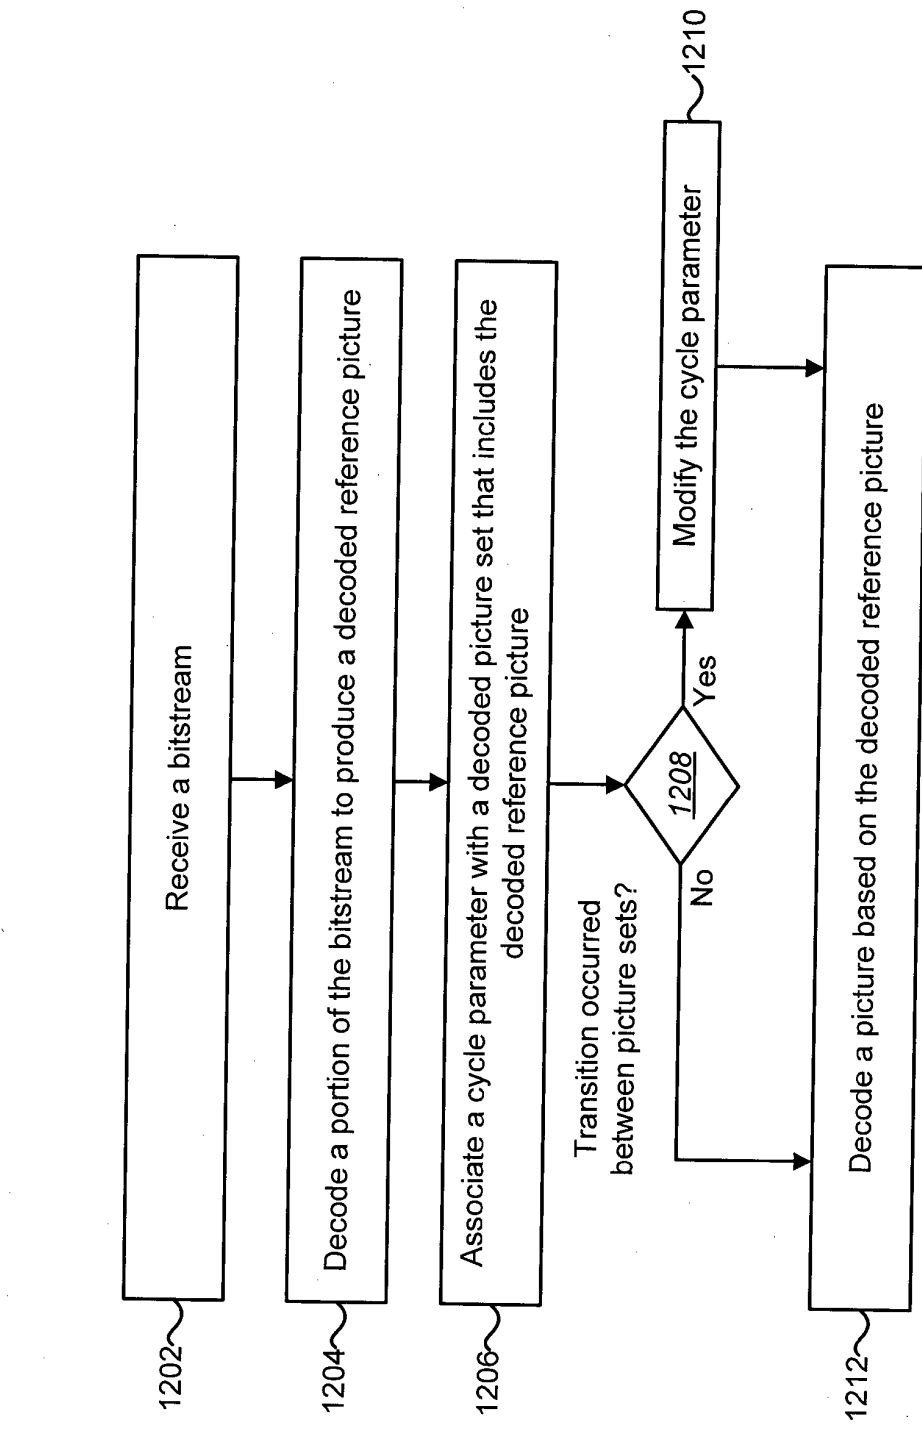 1202
Receive a bitstream
1204
Decode a portion of the bitstream to produce a decoded reference picture
1206
Associate a cycle parameter with a decoded picture set that includes the
decoded reference picture
Transition occurred
between picture sets?
1208
No
Yes
Modify the cycle parameter
1210
1212
Decode a picture based on the decoded reference picture